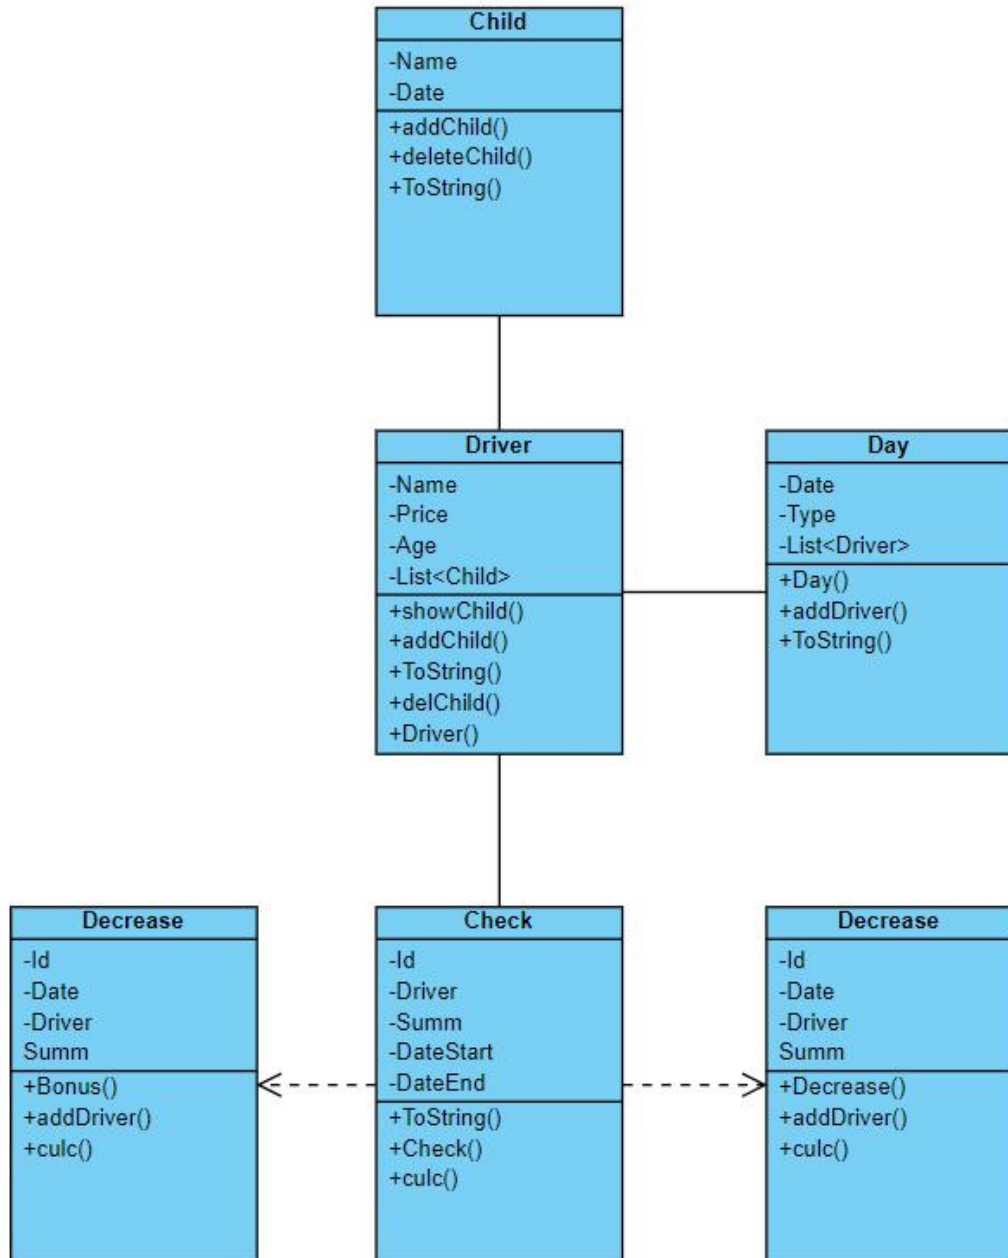 Child
-Name
-Date
+addChild()
+deleteChild()
+ToString()
Driver
-Name
-Price
-Age
-List<Child>
+showChild()
+addChild()
+ToString()
+delChild()
+Driver()
Day
-Date
-Type
-List<Driver>
+Day()
+addDriver()
+ToString()
Decrease
-Id
-Date
-Driver
Summ
+Bonus()
+addDriver()
+culc()
Check
-Id
-Driver
-Summ
-DateStart
-DateEnd
+ToString()
+Check()
+culc()
Decrease
-Id
-Date
-Driver
Summ
+Decrease()
+addDriver()
+culc()